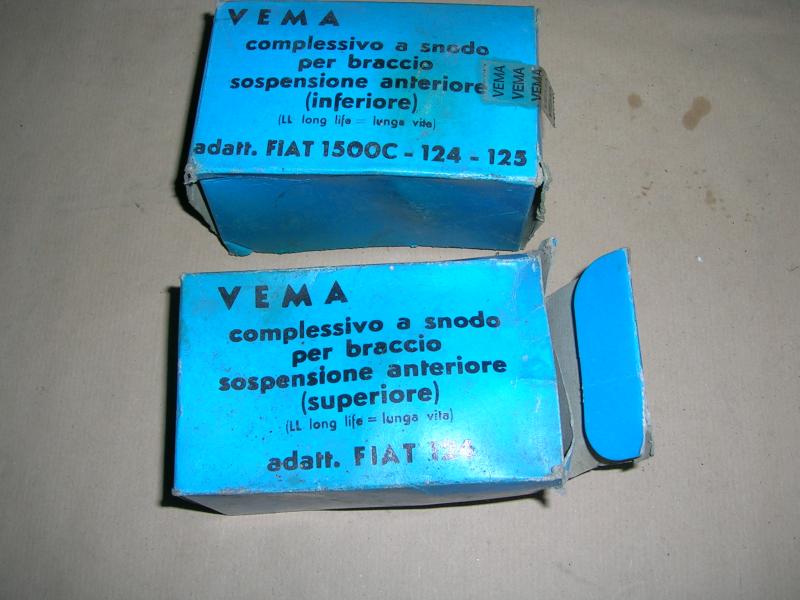 VEMA
complessivo a snodo
per braccio
sospensione anteriore
(inferiore)
(LL long life = lunga vita)
adatt. FIAT 1500C - 124 - 125
VEMA
VEMA
VEMA
VEMA
complessivo a snodo
per braccio
sospensione anteriore
(superiore)
(LL long life = lunga vita)
adatt. FIAT 124